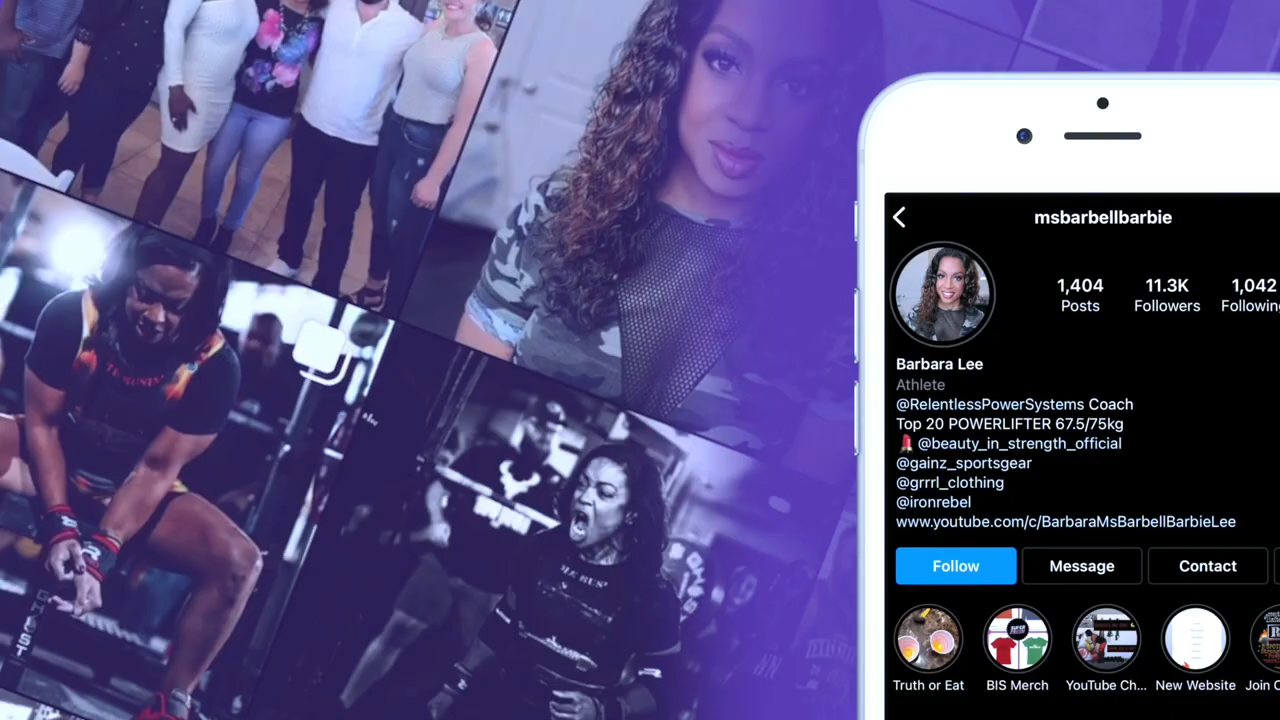 msbarbellbarbie
1,404
Posts
11.3K
Followers
1,042
Following
Barbara Lee
Athlete
@RelentlessPowerSystems Coach
Top 20 POWERLIFTER 67.5/75kg
💄 @beauty_in_strength_official
@gainz_sportsgear
@grrrl_clothing
@ironrebel
www.youtube.com/c/BarbaraMsBarbellBarbieLee
Follow
Message
Contact
Truth or Eat
BIS Merch
YouTube Ch...
New Website
Join
GHOST